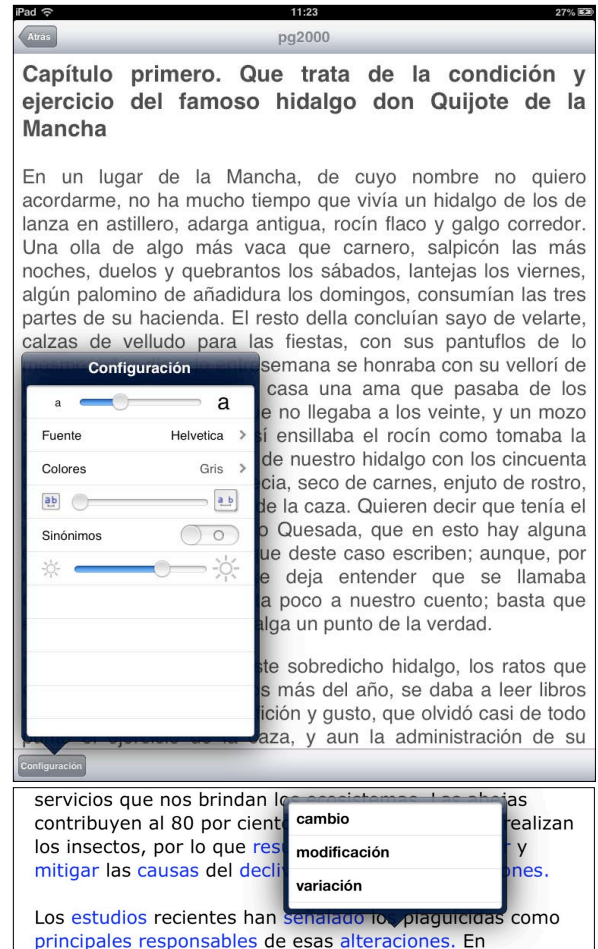 iPad 11:23 27%
Atrás pg2000
Capítulo primero. Que trata de la condición y
ejercicio del famoso hidalgo don Quijote de la
Mancha
En un lugar de la Mancha, de cuyo nombre no quiero
acordarme, no ha mucho tiempo que vivía un hidalgo de los de
lanza en astillero, adarga antigua, rocín flaco y galgo corredor.
Una olla de algo más vaca que carnero, salpicón las más
noches, duelos y quebrantos los sábados, lantejas los viernes,
algún palomino de añadidura los domingos, consumían las tres
partes de su hacienda. El resto della concluían sayo de velarte,
calzas de velludo para las fiestas, con sus pantuflos de lo
semana se honraba con su vellorí de
casa una ama que pasaba de los
no llegaba a los veinte, y un mozo
ensillaba el rocín como tomaba la
de nuestro hidalgo con los cincuenta
seco de carnes, enjuto de rostro,
de la caza. Quieren decir que tenía el
Quesada, que en esto hay alguna
deste caso escriben; aunque, por
deja entender que se llamaba
poco a nuestro cuento; basta que
un punto de la verdad.
sobredicho hidalgo, los ratos que
más del año, se daba a leer libros
y gusto, que olvidó casi de todo
y aun la administración de su
Configuración
a a
Fuente Helvetica >
Colores Gris >
ab a b
Sinónimos O
Configuración
servicios que nos brindan
contribuyen al 80 por realizan
los insectos, por lo que y
mitigar las causas del
cambio
modificación
variación
Los estudios recientes han señalado los plaguicidas como
principales responsables de esas alteraciones. En